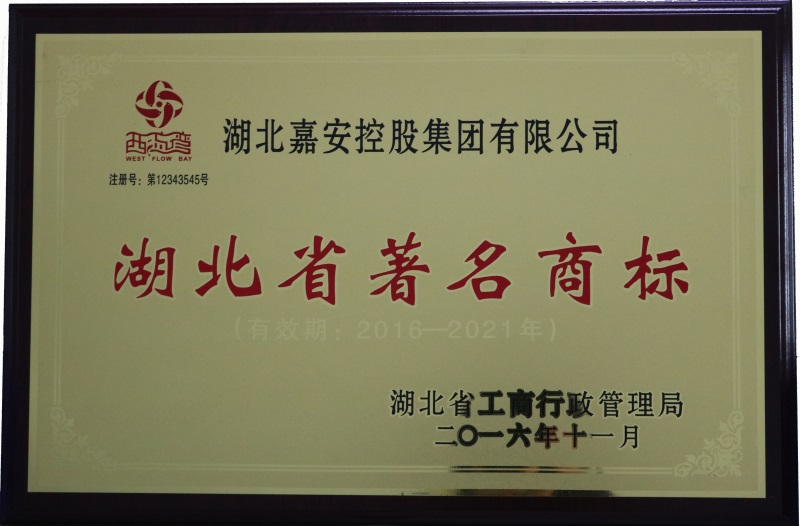 湖北嘉安控股集团有限公司
西流湾
WEST FLOW BAY
注册号：第12343545号
湖北省著名商标
（有效期：2016—2021年）
湖北省工商行政管理局
二〇一六年十一月